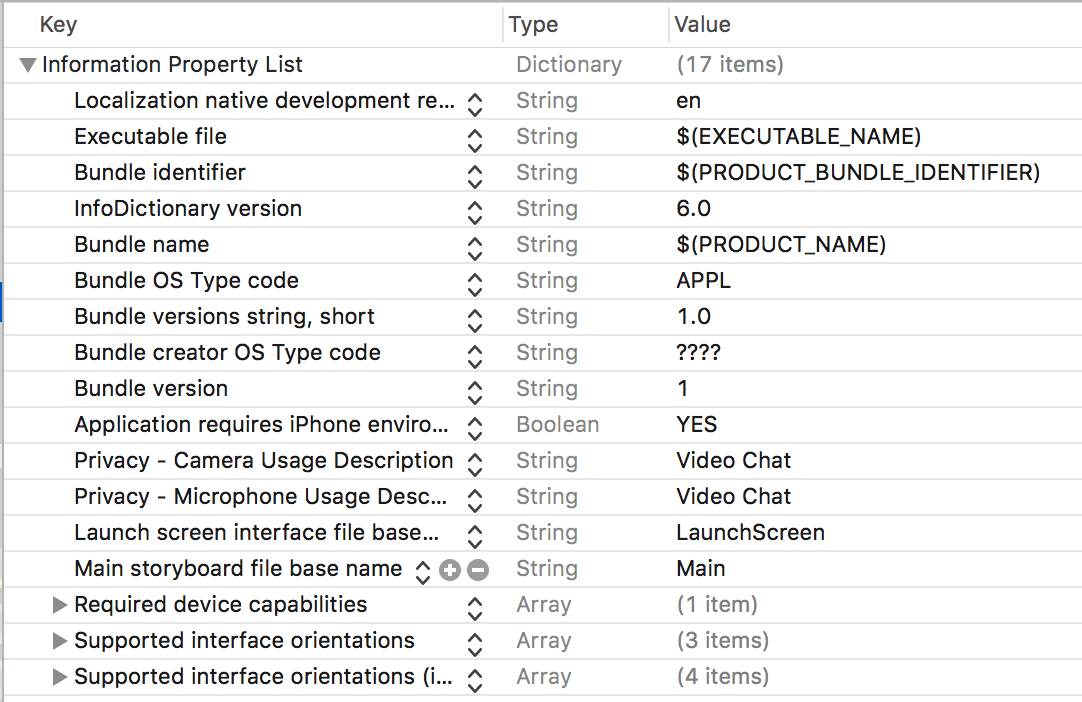 Key Type Value
Information Property List Dictionary (17 items)
Localization native development re... String en
Executable file String $(EXECUTABLE_NAME)
Bundle identifier String $(PRODUCT_BUNDLE_IDENTIFIER)
InfoDictionary version String 6.0
Bundle name String $(PRODUCT_NAME)
Bundle OS Type code String APPL
Bundle versions string, short String 1.0
Bundle creator OS Type code String ????
Bundle version String 1
Application requires iPhone enviro... Boolean YES
Privacy - Camera Usage Description String Video Chat
Privacy - Microphone Usage Desc... String Video Chat
Launch screen interface file base... String LaunchScreen
Main storyboard file base name String Main
Required device capabilities Array (1 item)
Supported interface orientations Array (3 items)
Supported interface orientations (i... Array (4 items)